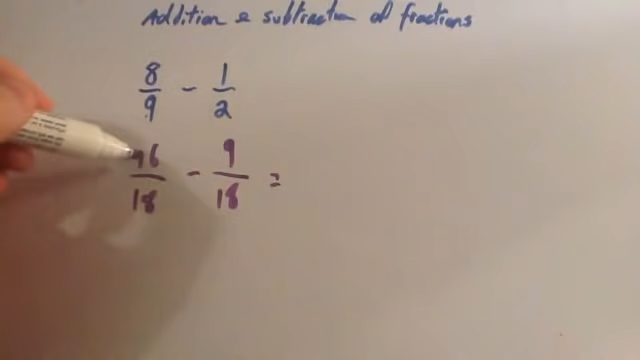 Addition & subtraction of fractions
8/9 - 1/2
16/18 - 9/18 =